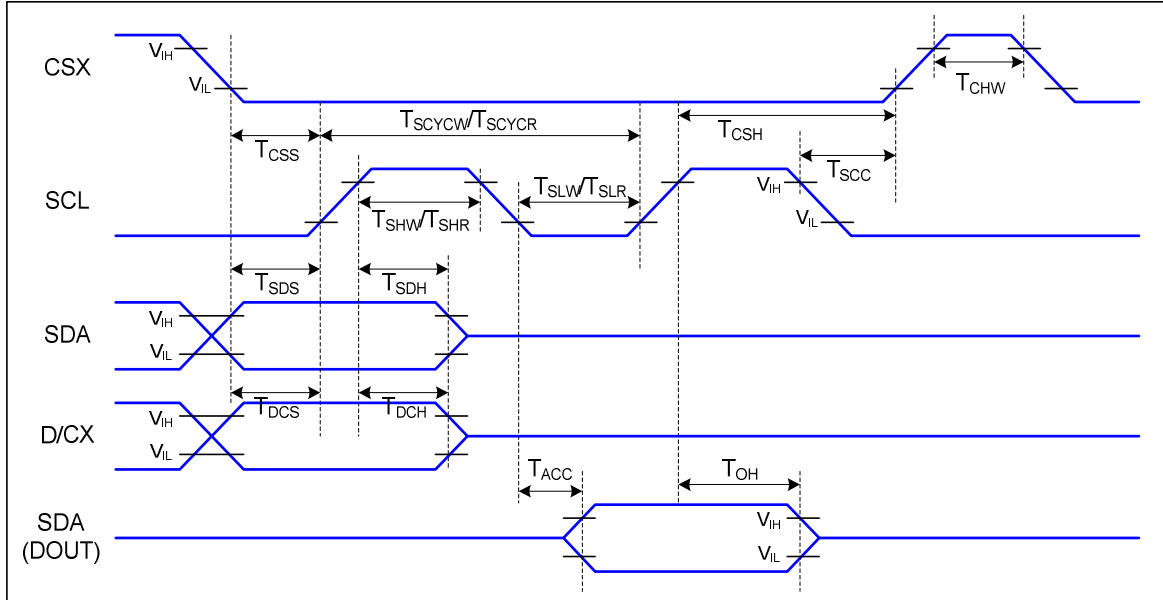 CSX
VIH
VIL
TCHW
TCSS
TSCYCW/TSCYCR
TCSH
TSCC
SCL
TSHW/TSHR
TSLW/TSLR
VIH
VIL
TSDS
TSDH
SDA
VIH
VIL
D/CX
VIH
VIL
TDCS
TDCH
TACC
TOH
SDA
(DOUT)
VIH
VIL